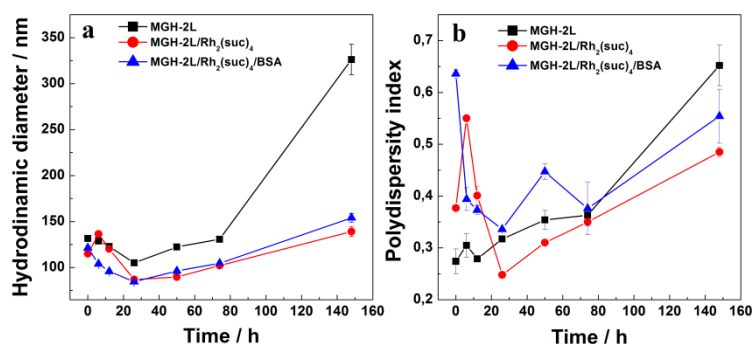 a
MGH-2L
MGH-2L/Rh₂(suc)₄
MGH-2L/Rh₂(suc)₄/BSA
Hydrodinamic diameter / nm
350
300
250
200
150
100
0 20 40 60 80 100 120 140 160
Time / h
b
MGH-2L
MGH-2L/Rh₂(suc)₄
MGH-2L/Rh₂(suc)₄/BSA
Polydispersity index
0,7
0,6
0,5
0,4
0,3
0,2
0 20 40 60 80 100 120 140 160
Time / h